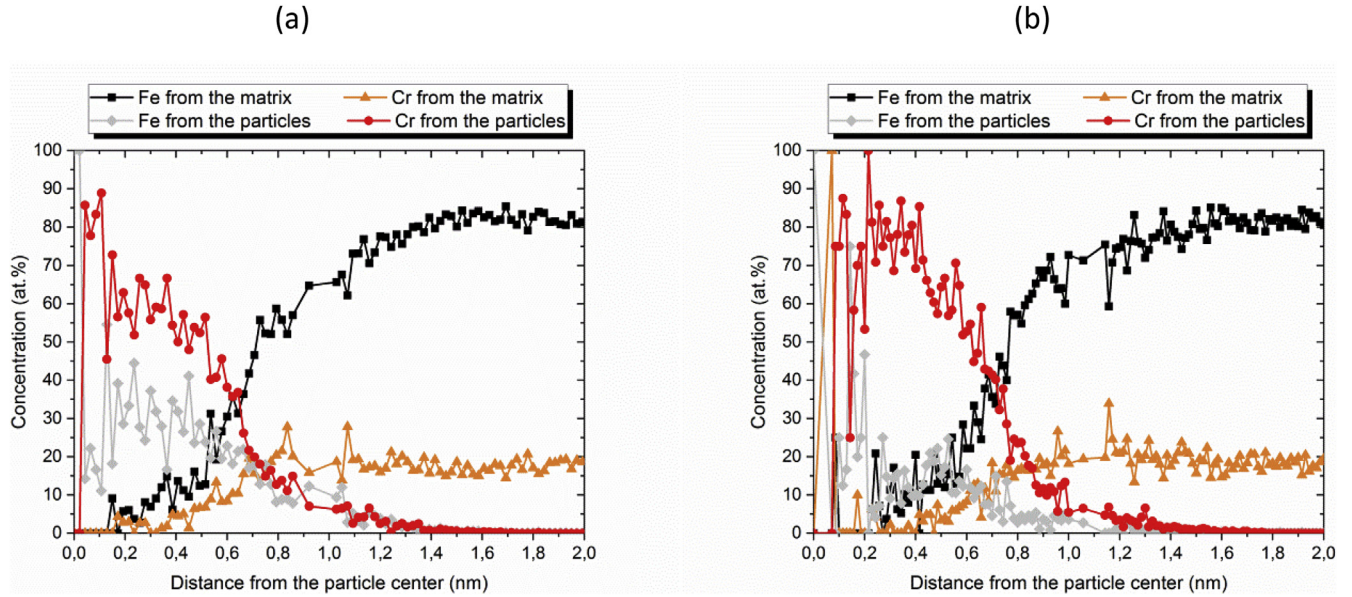 (a)
(b)
Fe from the matrix
Cr from the matrix
Fe from the particles
Cr from the particles
100
90
80
70
60
50
40
30
20
10
0
Concentration (at.%)
0,0 0,2 0,4 0,6 0,8 1,0 1,2 1,4 1,6 1,8 2,0
Distance from the particle center (nm)
Fe from the matrix
Cr from the matrix
Fe from the particles
Cr from the particles
100
90
80
70
60
50
40
30
20
10
0
Concentration (at.%)
0,0 0,2 0,4 0,6 0,8 1,0 1,2 1,4 1,6 1,8 2,0
Distance from the particle center (nm)